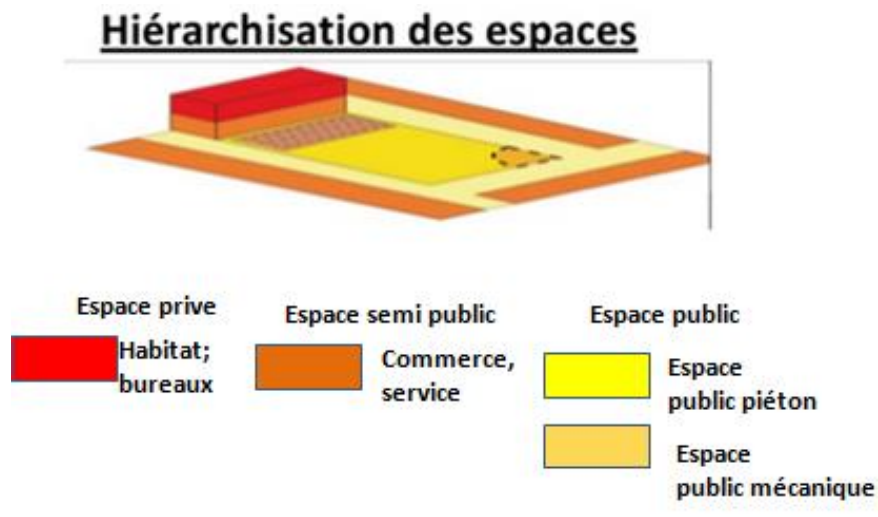 Hiérarchisation des espaces
Espace prive
Habitat;
bureaux
Espace semi public
Commerce,
service
Espace public
Espace
public piéton
Espace
public mécanique